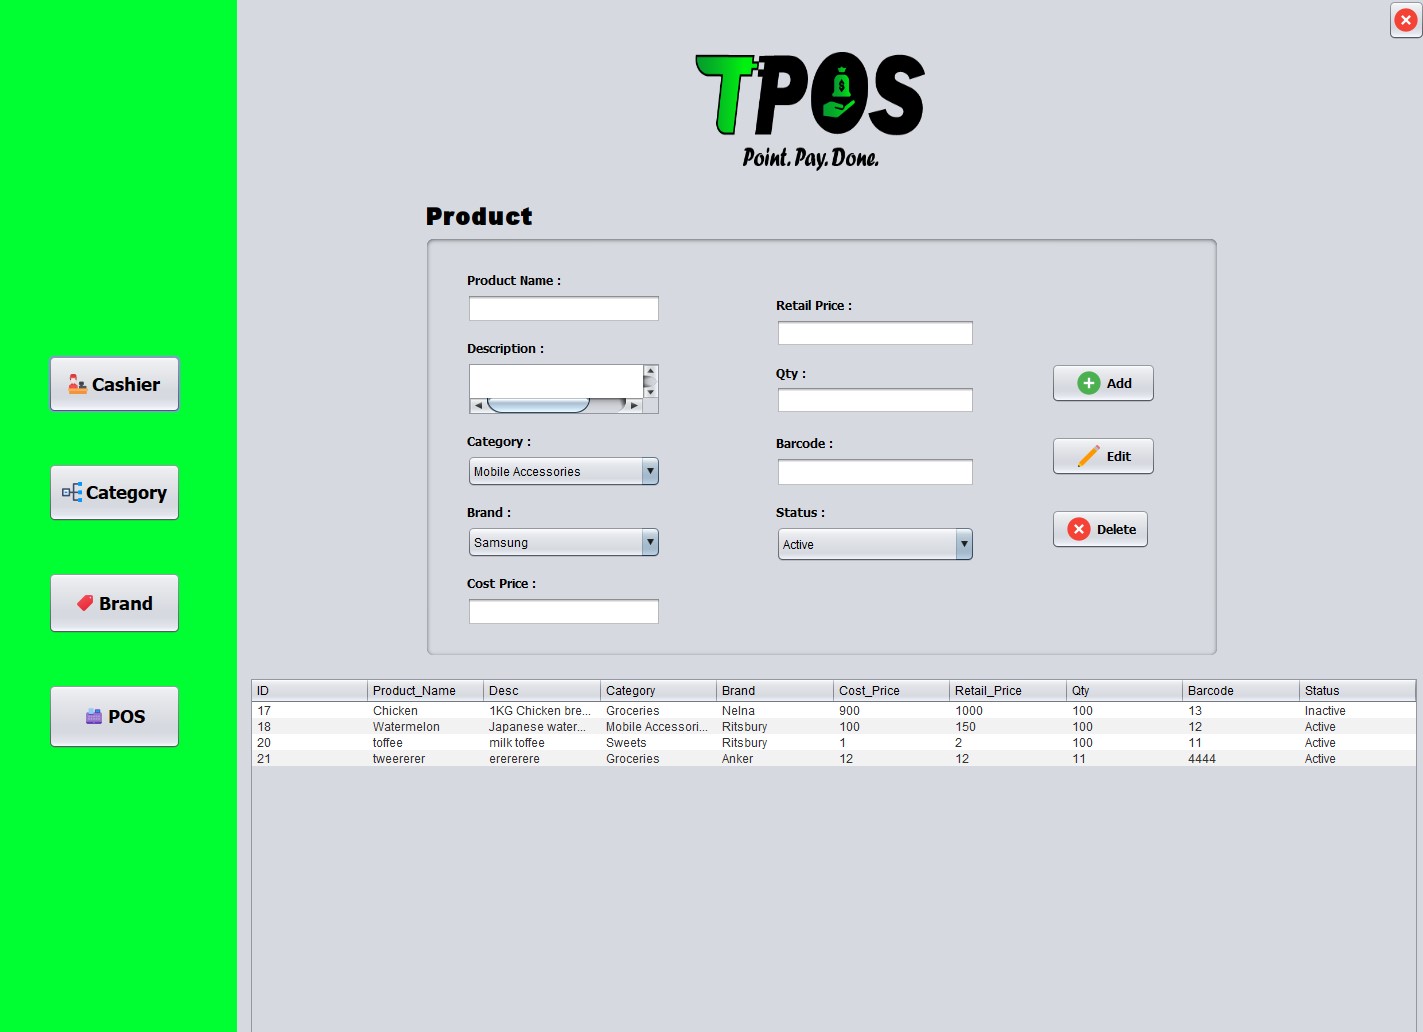 TPOS
Point. Pay. Done.
Cashier
Category
Brand
POS
Product
Product Name :
Description :
Category :
Mobile Accessories
Brand :
Samsung
Cost Price :
Retail Price :
Qty :
Barcode :
Status :
Active
Add
Edit
Delete
ID Product_Name Desc Category Brand Cost_Price Retail_Price Qty Barcode Status
17 Chicken 1KG Chicken bre... Groceries Nelna 900 1000 100 13 Inactive
18 Watermelon Japanese water... Mobile Accessori... Ritsbury 100 150 100 12 Active
20 toffee milk toffee Sweets Ritsbury 1 2 100 11 Active
21 tweererer erererere Groceries Anker 12 12 11 4444 Active